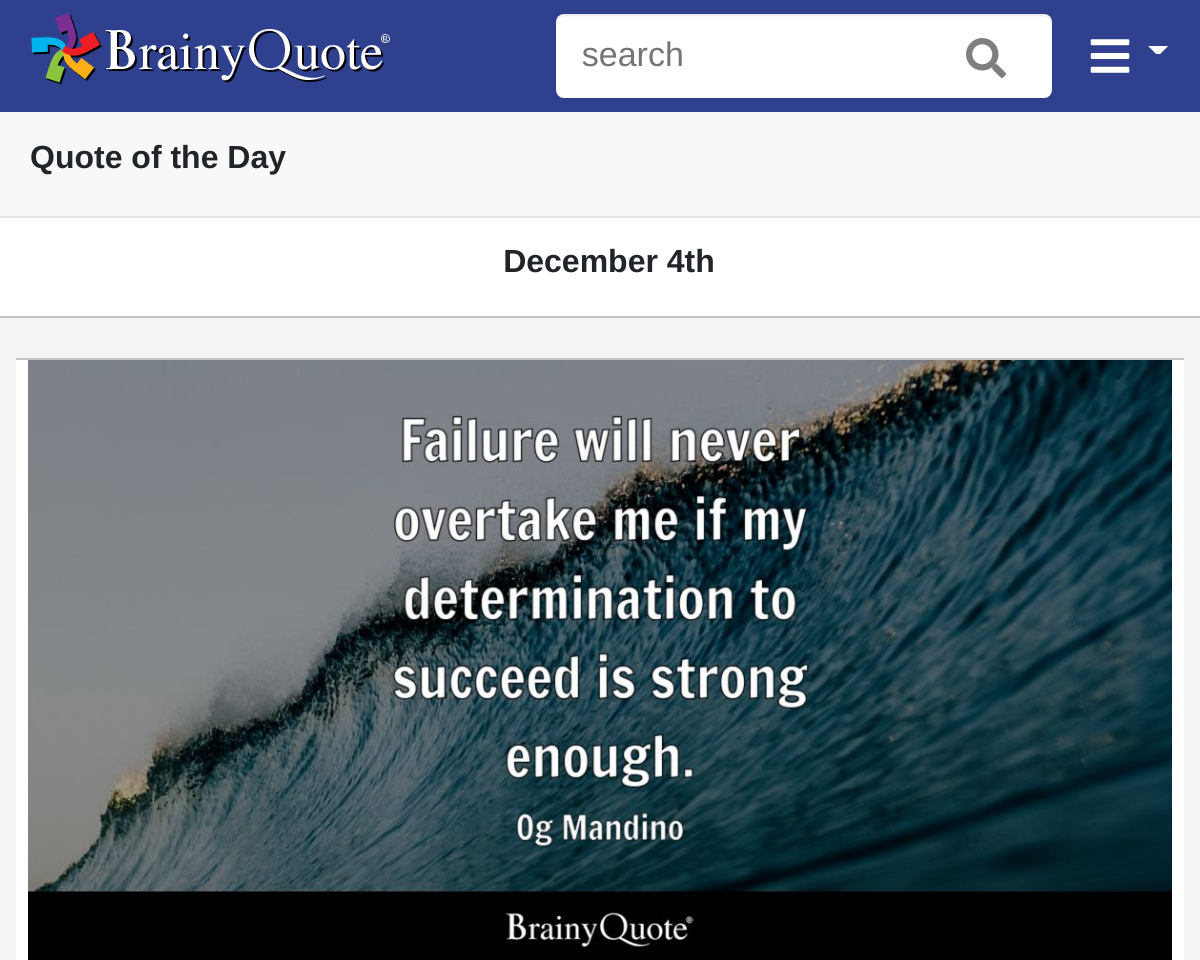 BrainyQuote®
search
Quote of the Day
December 4th
Failure will never
overtake me if my
determination to
succeed is strong
enough.
Og Mandino
BrainyQuote®